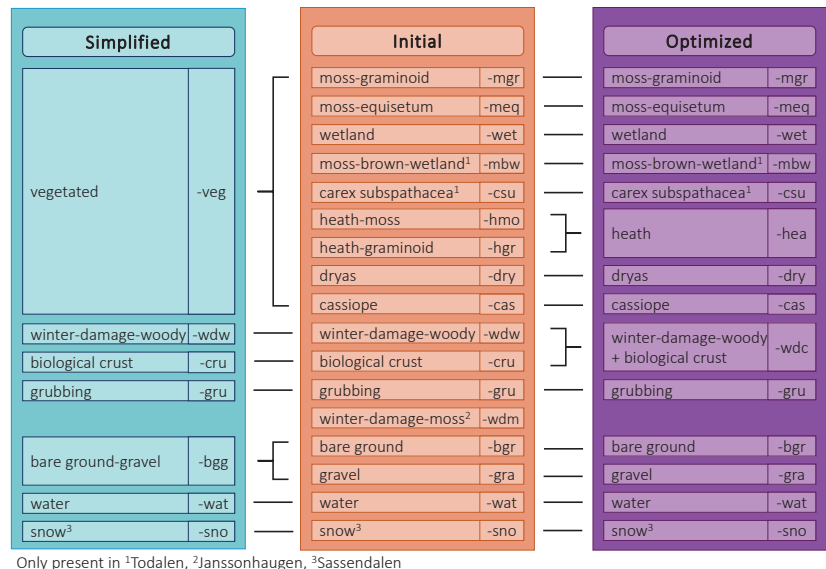 Simplified
vegetated -veg
winter-damage-woody -wdw
biological crust -cru
grubbing -gru
bare ground-gravel -bgg
water -wat
snow³ -sno
Initial
moss-graminoid -mgr
moss-equisetum -meq
wetland -wet
moss-brown-wetland¹ -mbw
carex subspathacea¹ -csu
heath-moss -hmo
heath-graminoid -hgr
dryas -dry
cassiope -cas
winter-damage-woody -wdw
biological crust -cru
grubbing -gru
winter-damage-moss² -wdm
bare ground -bgr
gravel -gra
water -wat
snow³ -sno
Optimized
moss-graminoid -mgr
moss-equisetum -meq
wetland -wet
moss-brown-wetland¹ -mbw
carex subspathacea¹ -csu
heath -hea
dryas -dry
cassiope -cas
winter-damage-woody
+ biological crust -wdc
grubbing -gru
bare ground -bgr
gravel -gra
water -wat
snow³ -sno
Only present in ¹Todalen, ²Janssonhaugen, ³Sassendalen